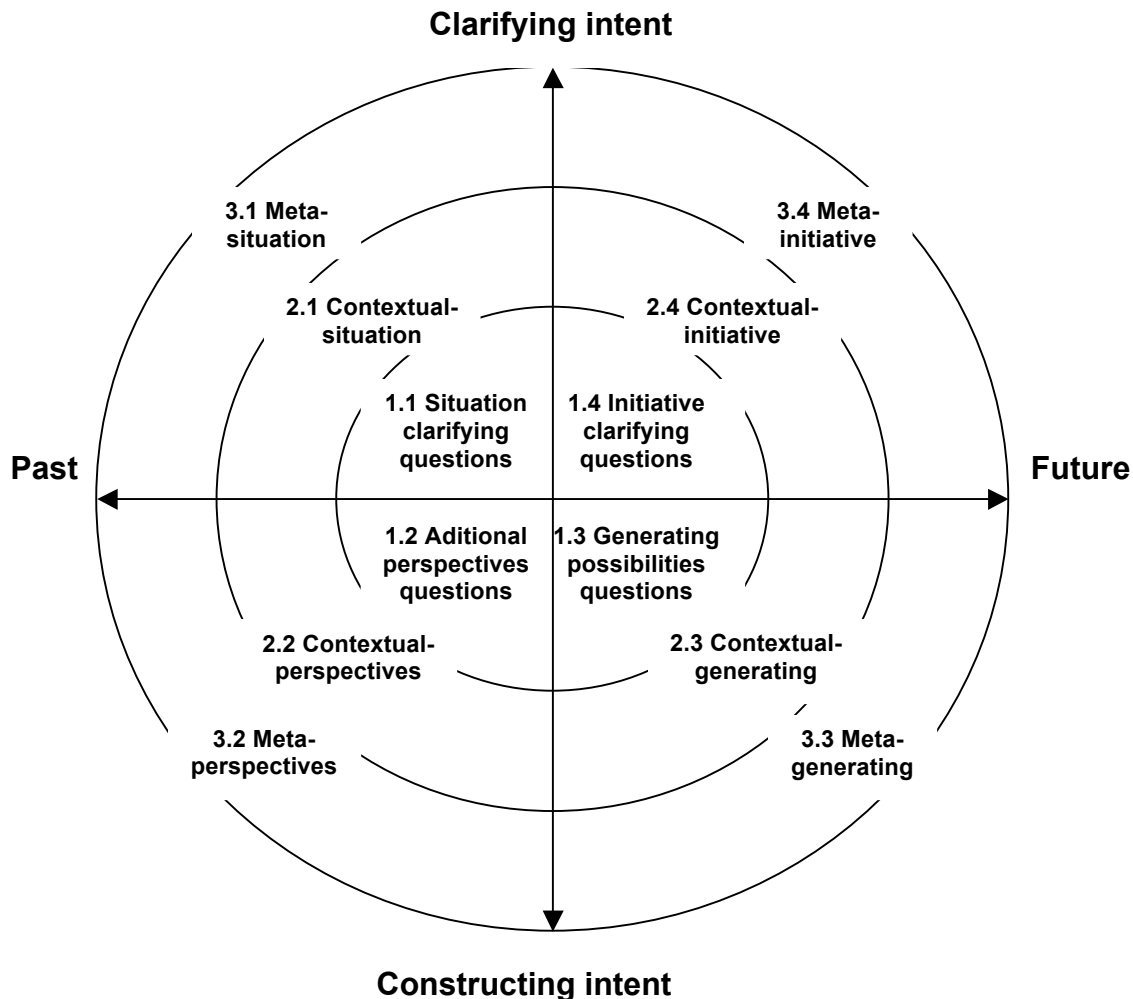 Clarifying intent
3.1 Meta-
situation
3.4 Meta-
initiative
2.1 Contextual-
situation
2.4 Contextual-
initiative
1.1 Situation
clarifying
questions
1.4 Initiative
clarifying
questions
Past
Future
1.2 Aditional
perspectives
questions
1.3 Generating
possibilities
questions
2.2 Contextual-
perspectives
2.3 Contextual-
generating
3.2 Meta-
perspectives
3.3 Meta-
generating
Constructing intent